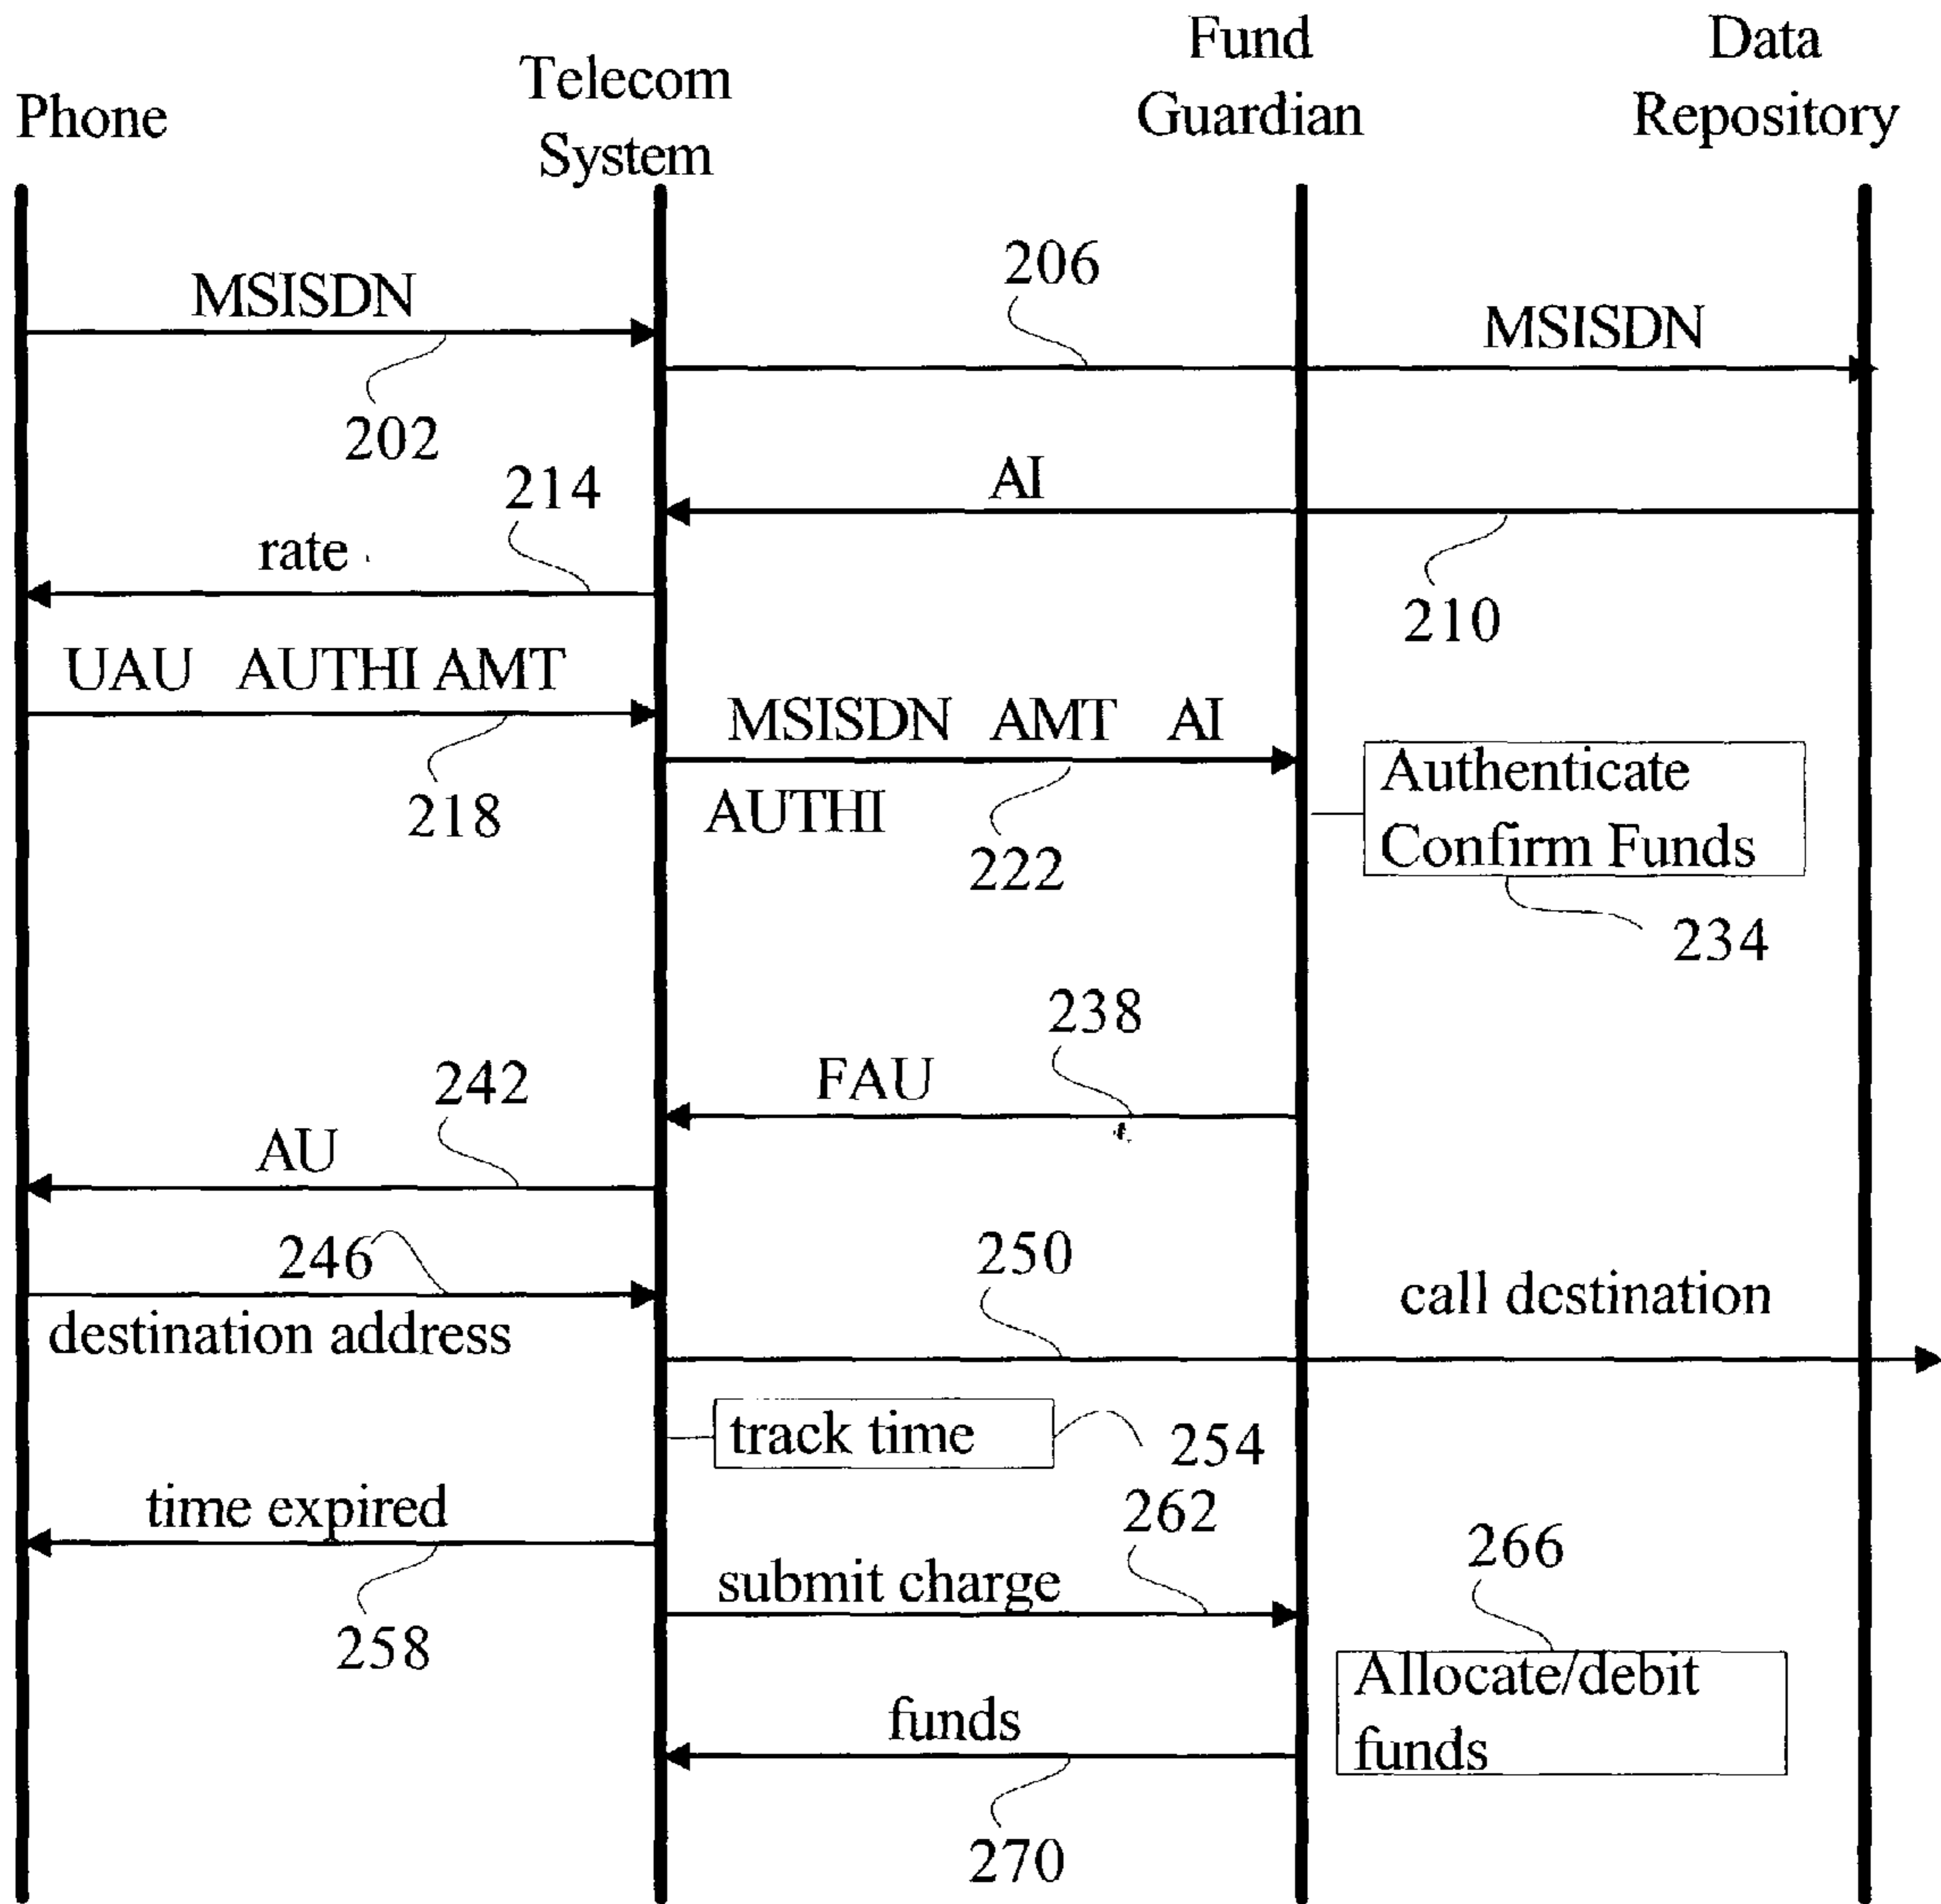 Phone
Telecom
System
Fund
Guardian
Data
Repository
MSISDN
202
206
MSISDN
AI
210
214
rate
UAU AUTHI AMT
218
MSISDN AMT AI
AUTHI
222
Authenticate
Confirm Funds
234
238
FAU
242
AU
246
destination address
250
call destination
track time
254
time expired
258
262
submit charge
266
Allocate/debit
funds
funds
270